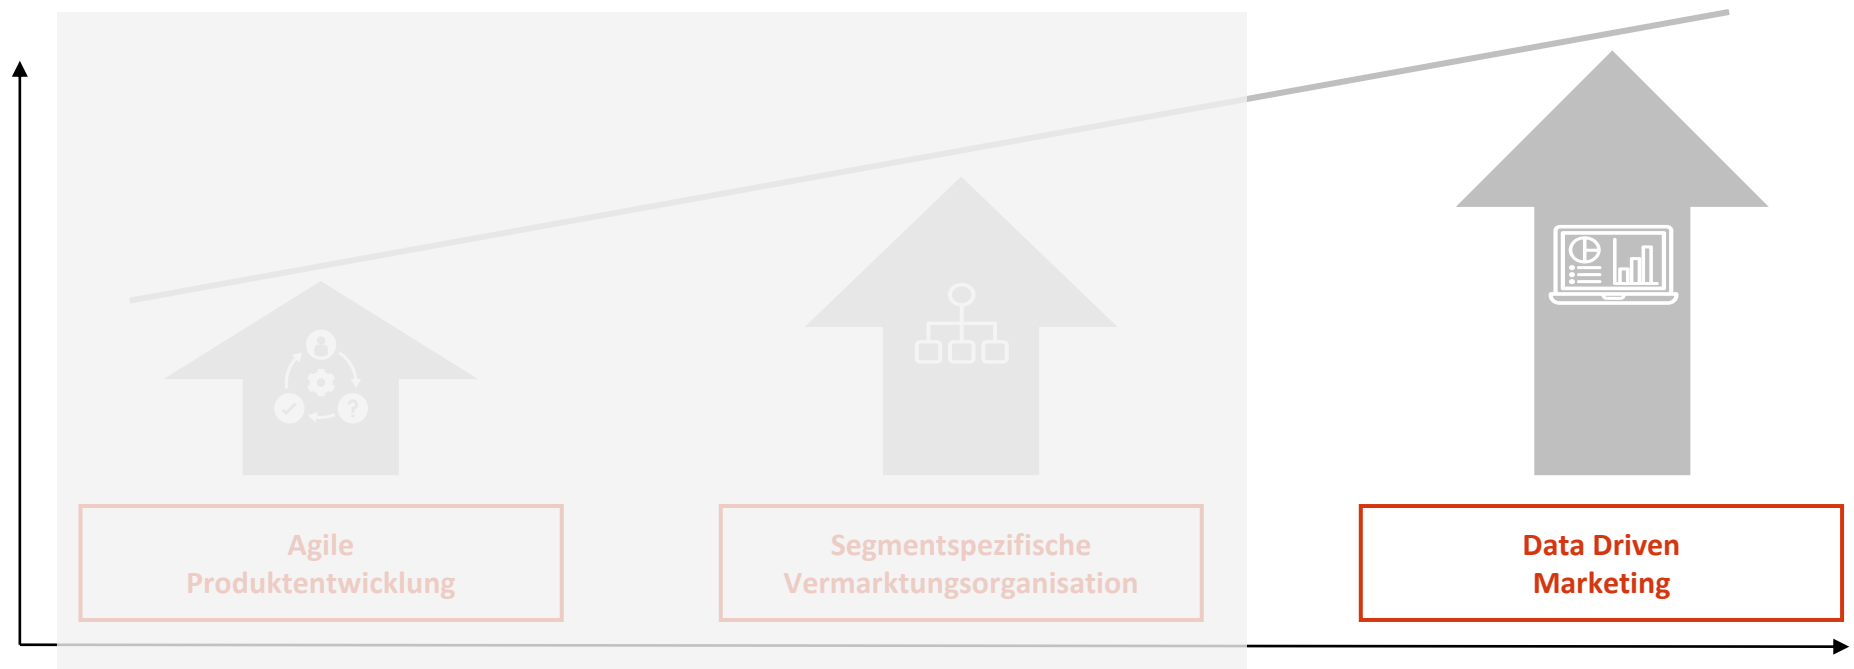 Agile
Produktentwicklung
Segmentspezifische
Vermarktungsorganisation
Data Driven
Marketing